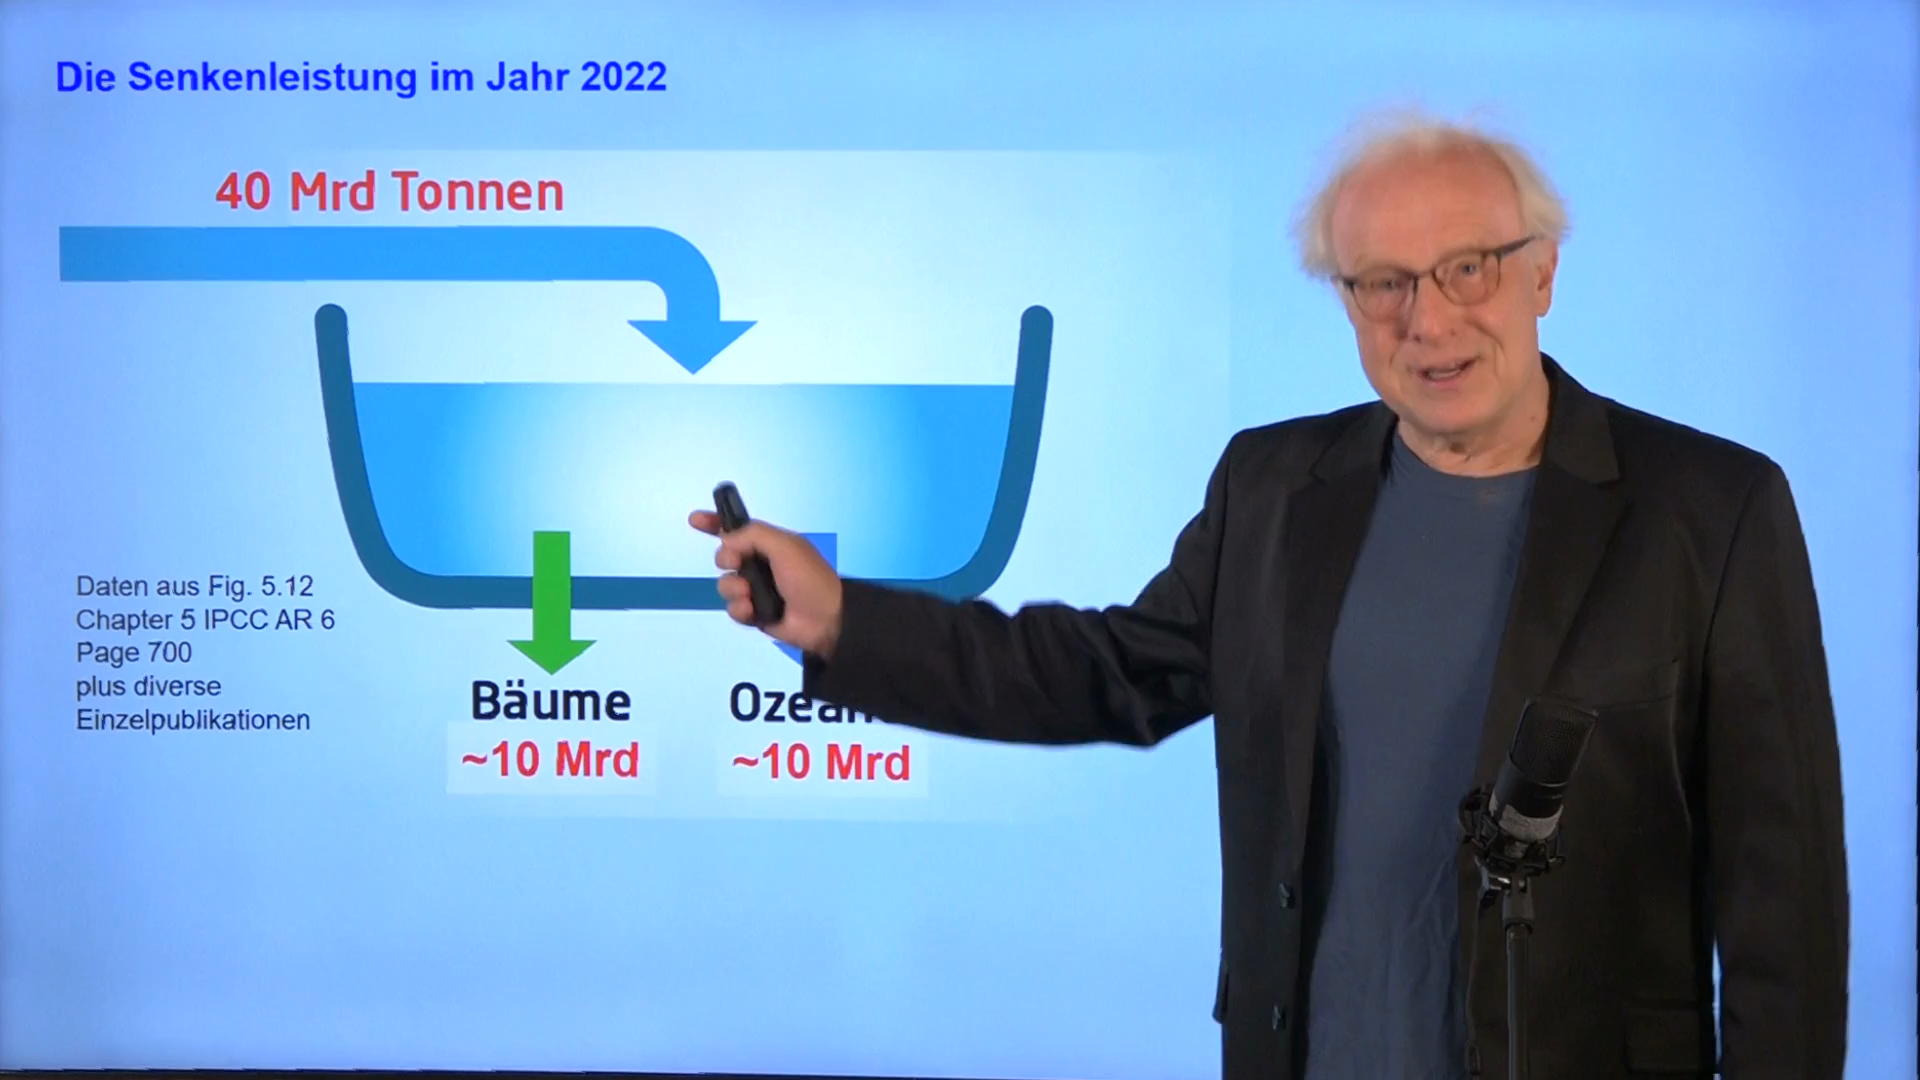 Die Senkenleistung im Jahr 2022
40 Mrd Tonnen
Daten aus Fig. 5.12
Chapter 5 IPCC AR 6
Page 700
plus diverse
Einzelpublikationen
Bäume
~10 Mrd
~10 Mrd